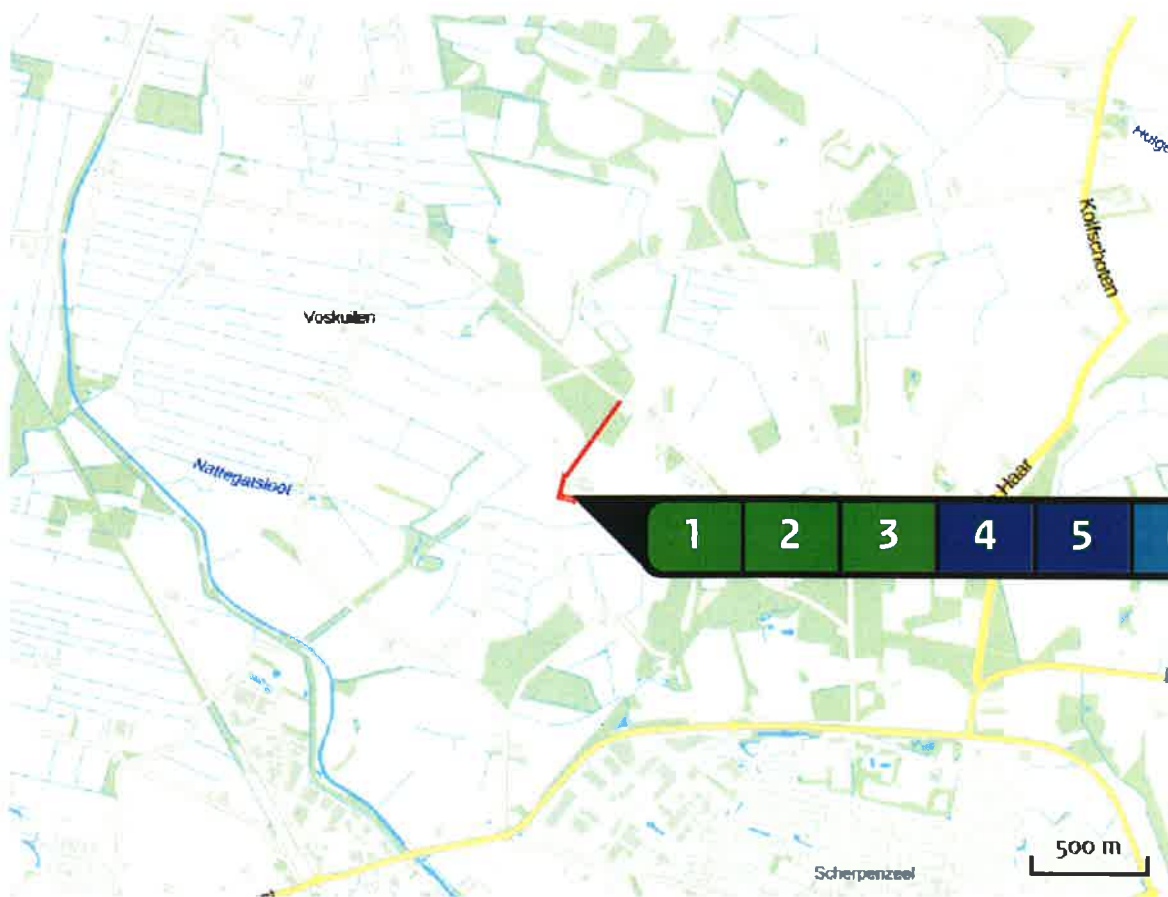 Kolfschoten
Voskuilen
Nattegatsloot
Haar
1 2 3 4 5
500 m
Scherpenzeel